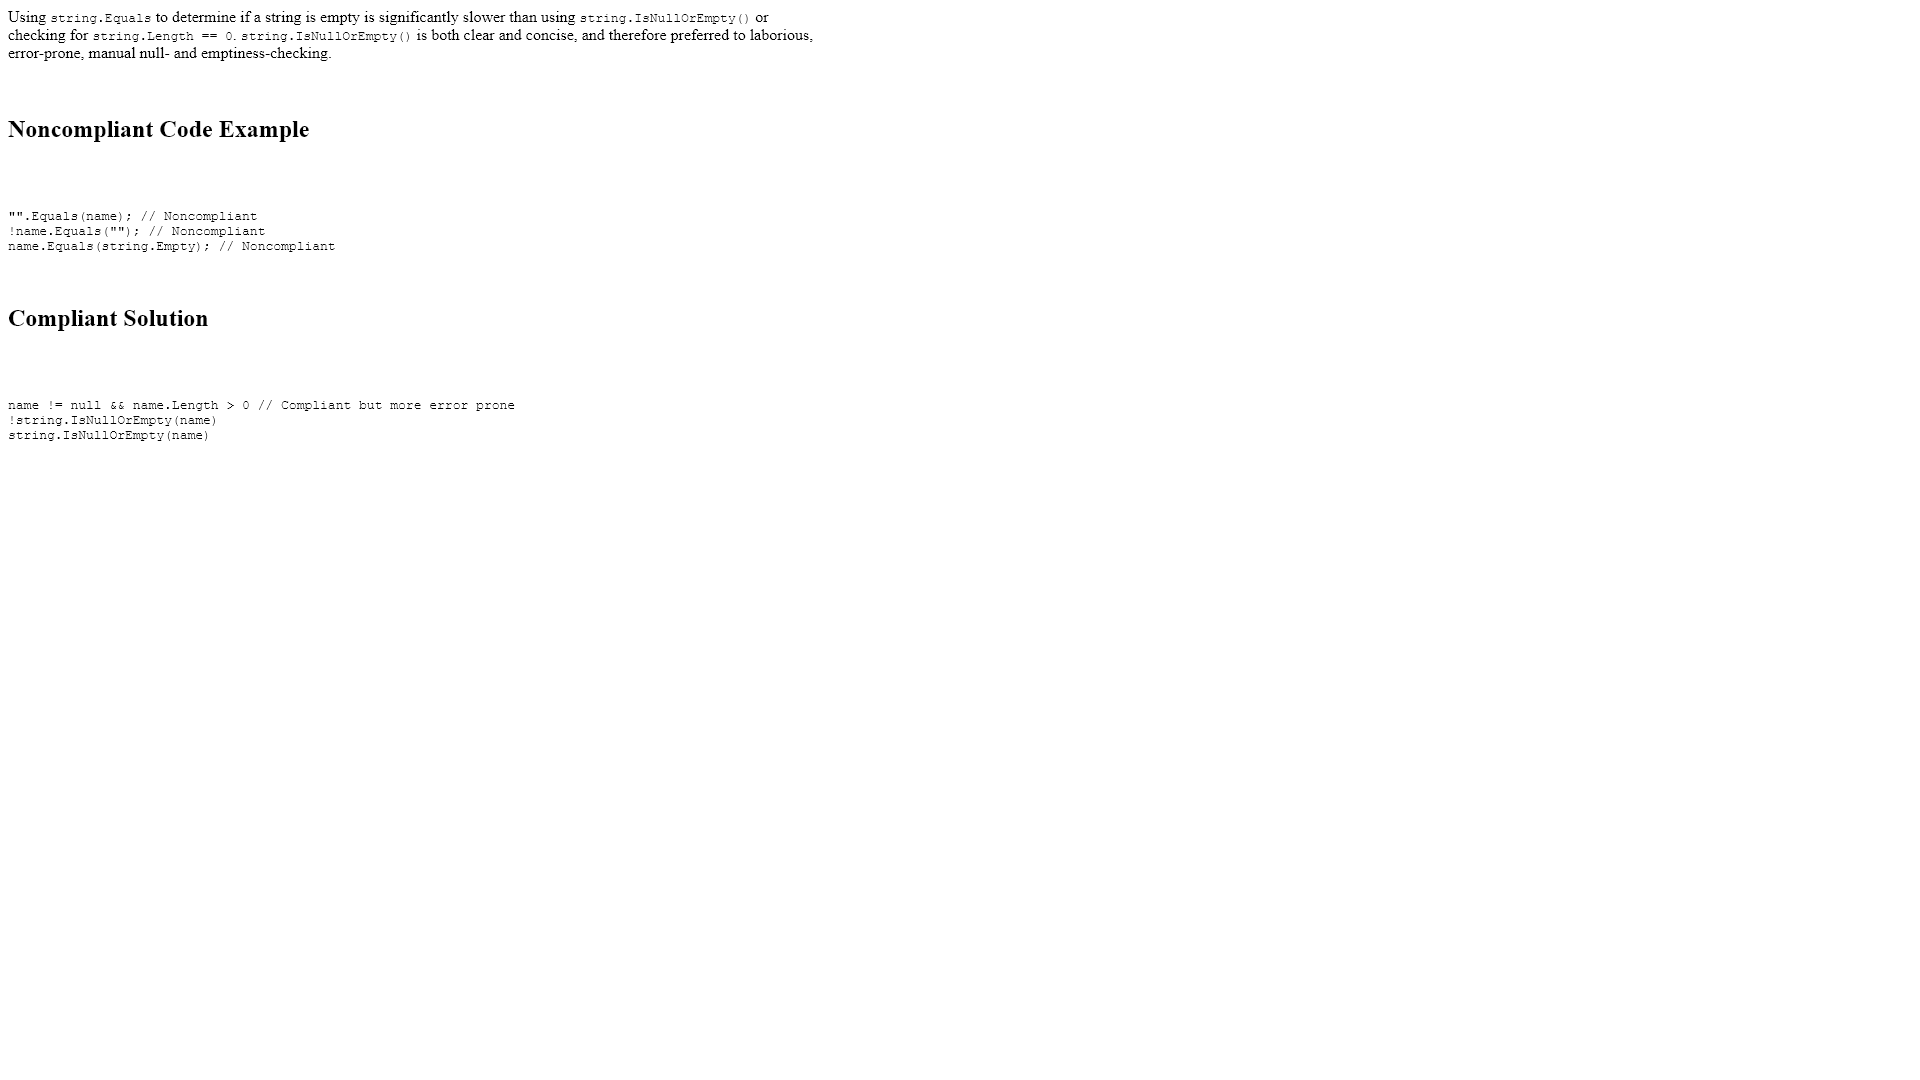 Using string.Equals to determine if a string is empty is significantly slower than using string.IsNullOrEmpty() or
checking for string.Length == 0. string.IsNullOrEmpty() is both clear and concise, and therefore preferred to laborious,
error-prone, manual null- and emptiness-checking.
Noncompliant Code Example
"".Equals(name); // Noncompliant
!name.Equals(""); // Noncompliant
name.Equals(string.Empty); // Noncompliant
Compliant Solution
name != null && name.Length > 0 // Compliant but more error prone
!string.IsNullOrEmpty(name)
string.IsNullOrEmpty(name)